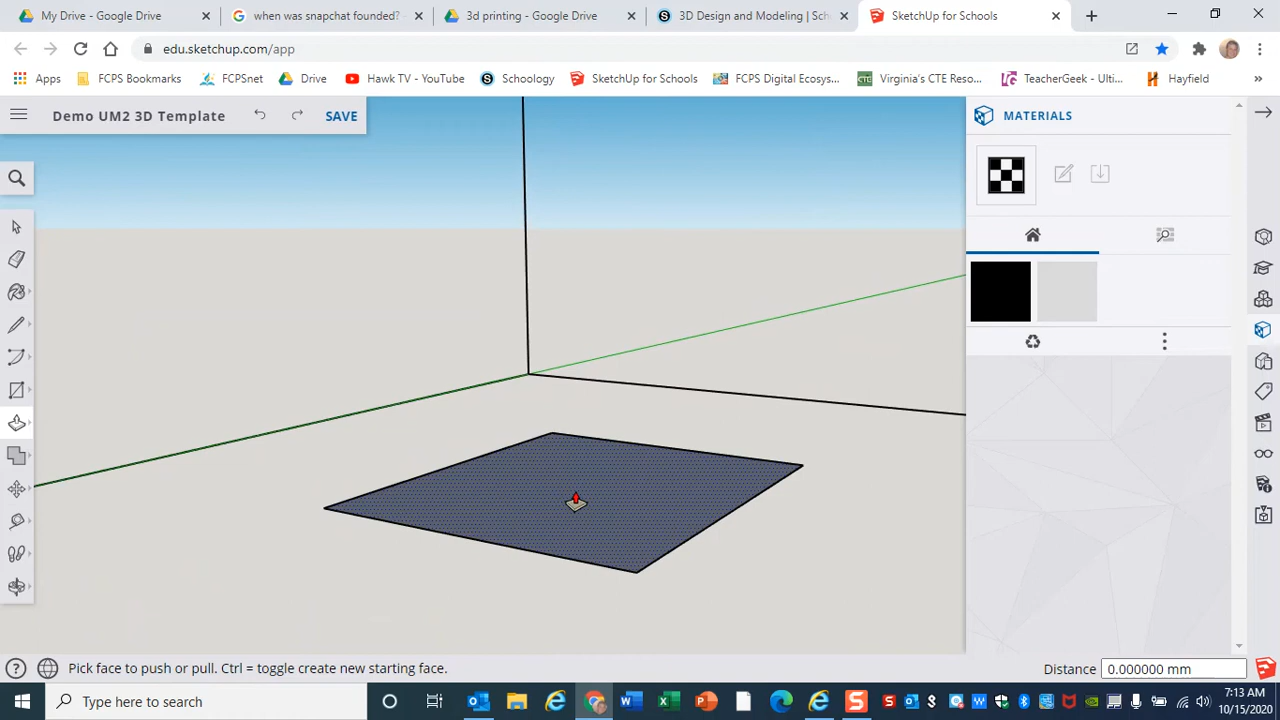 My Drive - Google Drive
when was snapchat founded?
3d printing - Google Drive
3D Design and Modeling | Sch
SketchUp for Schools
edu.sketchup.com/app
Apps
FCPS Bookmarks
FCPSnet
Drive
Hawk TV - YouTube
Schoology
SketchUp for Schools
FCPS Digital Ecosys...
Virginia's CTE Reso...
TeacherGeek - Ulti...
Hayfield
Demo UM2 3D Template
SAVE
MATERIALS
Pick face to push or pull. Ctrl = toggle create new starting face.
Distance 0.000000 mm
Type here to search
7:13 AM
10/15/2020